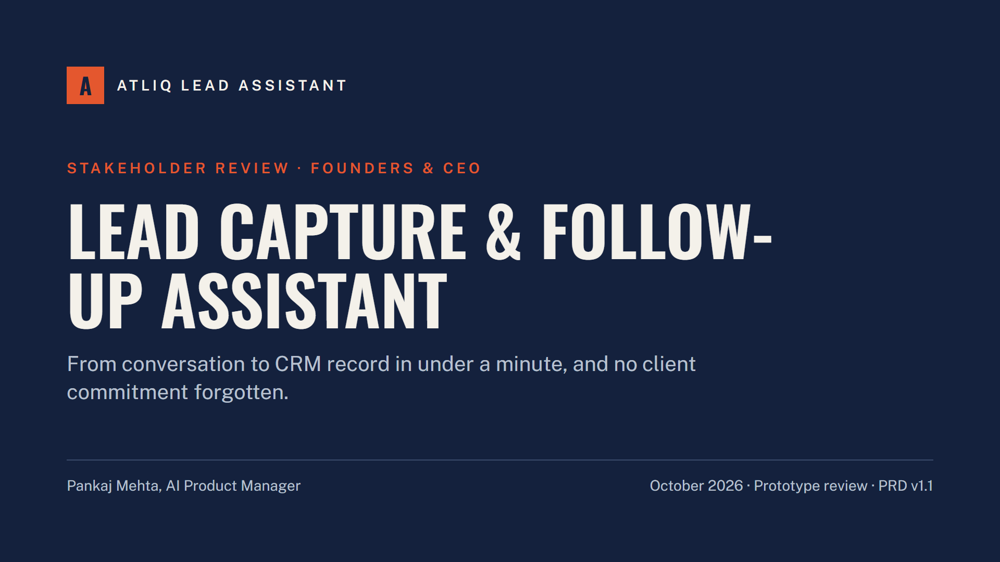 A
ATLIQ LEAD ASSISTANT
STAKEHOLDER REVIEW · FOUNDERS & CEO
LEAD CAPTURE & FOLLOW-
UP ASSISTANT
From conversation to CRM record in under a minute, and no client
commitment forgotten.
Pankaj Mehta, AI Product Manager
October 2026 · Prototype review · PRD v1.1